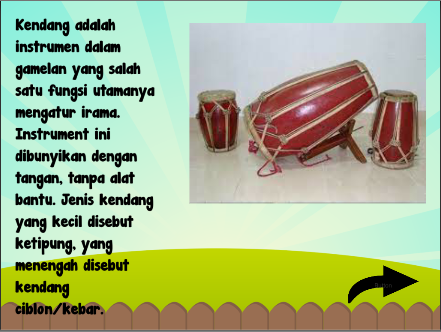 Kendang adalah
instrumen dalam
gamelan yang salah
satu fungsi utamanya
mengatur irama.
Instrument ini
dibunyikan dengan
tangan, tanpa alat
bantu. Jenis kendang
yang kecil disebut
ketipung, yang
menengah disebut
kendang
ciblon/kebar.